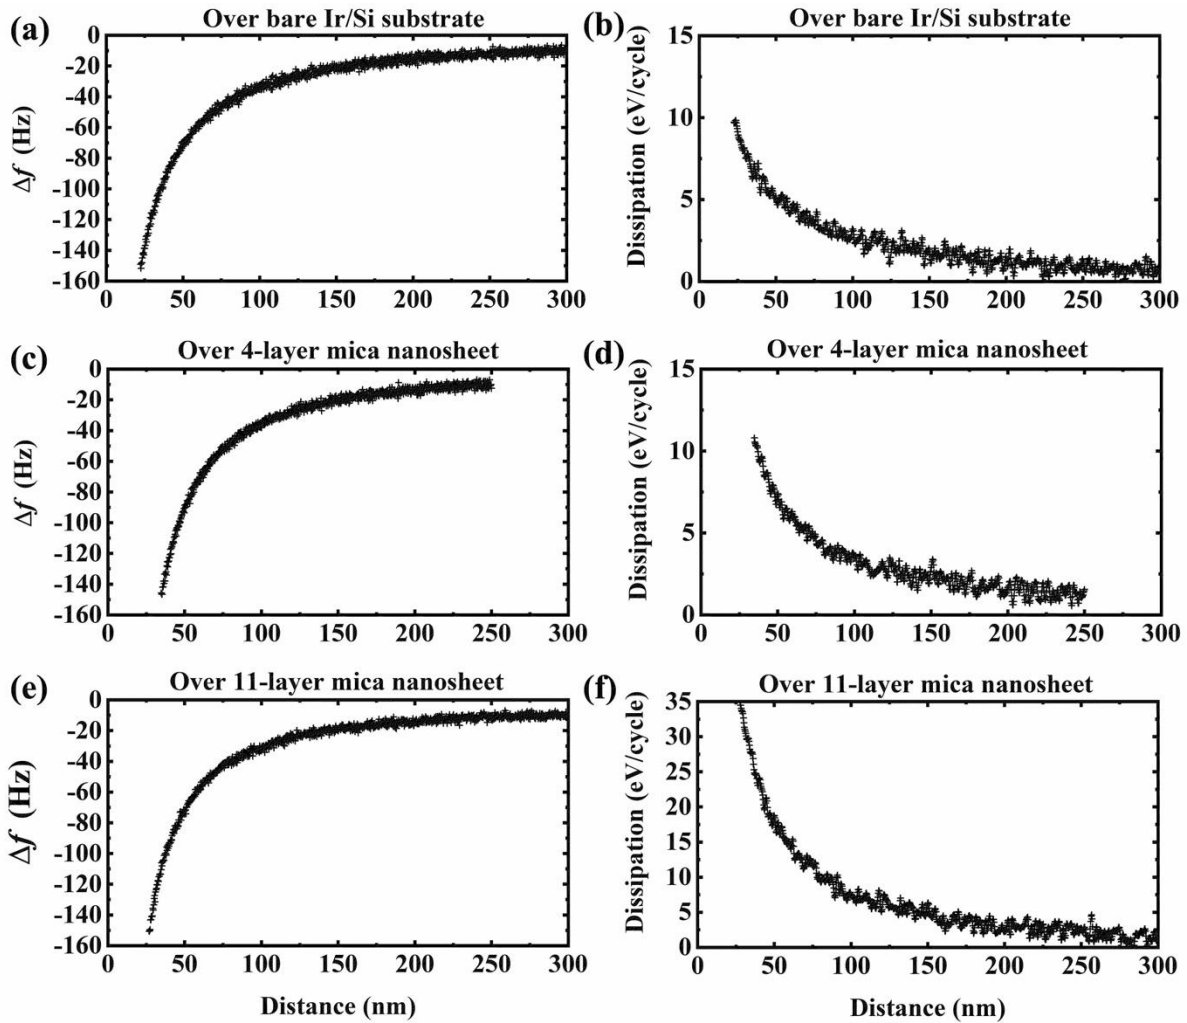 (a) Over bare Ir/Si substrate
Δf (Hz)
0
-20
-40
-60
-80
-100
-120
-140
-160
0 50 100 150 200 250 300
(b) Over bare Ir/Si substrate
Dissipation (eV/cycle)
15
10
5
0
0 50 100 150 200 250 300
(c) Over 4-layer mica nanosheet
Δf (Hz)
0
-20
-40
-60
-80
-100
-120
-140
-160
0 50 100 150 200 250 300
(d) Over 4-layer mica nanosheet
Dissipation (eV/cycle)
15
10
5
0
0 50 100 150 200 250 300
(e) Over 11-layer mica nanosheet
Δf (Hz)
0
-20
-40
-60
-80
-100
-120
-140
-160
0 50 100 150 200 250 300
Distance (nm)
(f) Over 11-layer mica nanosheet
Dissipation (eV/cycle)
35
30
25
20
15
10
5
0
0 50 100 150 200 250 300
Distance (nm)